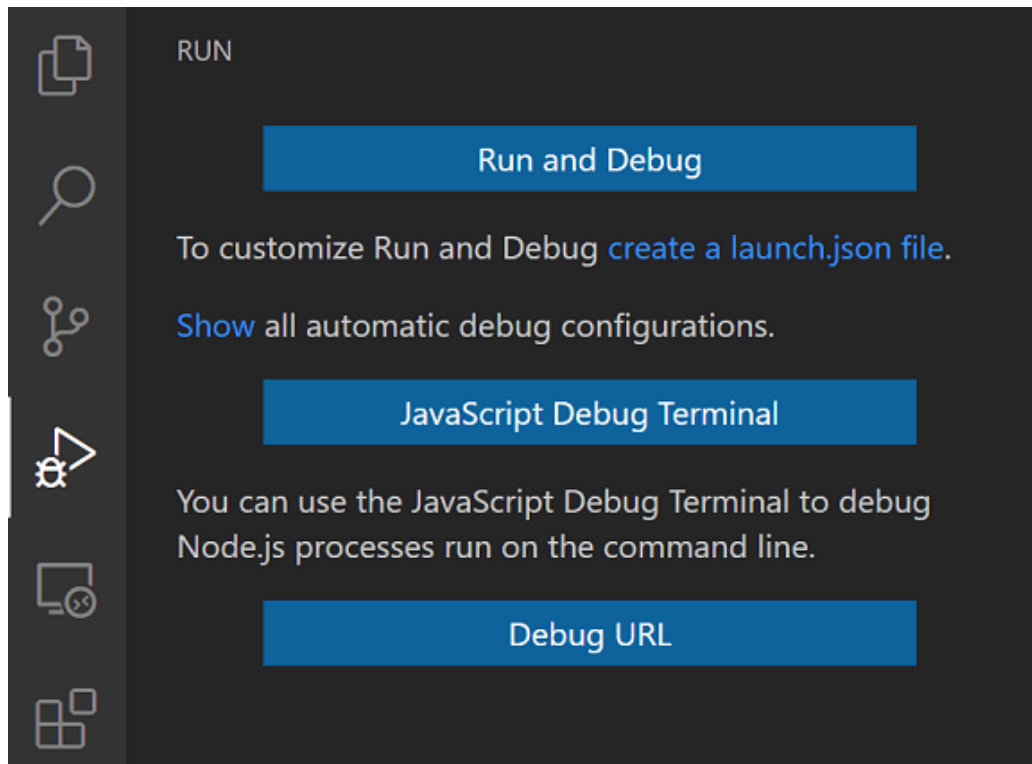 RUN
Run and Debug
To customize Run and Debug create a launch.json file.
Show all automatic debug configurations.
JavaScript Debug Terminal
You can use the JavaScript Debug Terminal to debug
Node.js processes run on the command line.
Debug URL